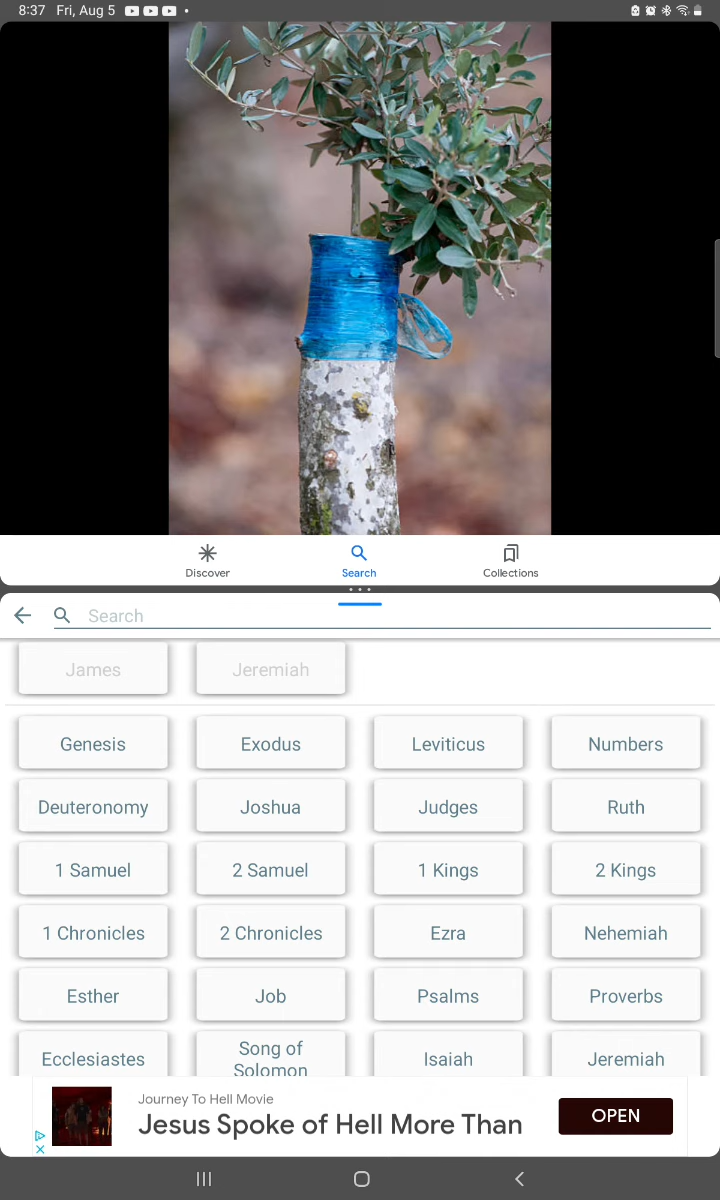 8:37 Fri, Aug 5
Discover Search Collections
Search
James Jeremiah
Genesis Exodus Leviticus Numbers
Deuteronomy Joshua Judges Ruth
1 Samuel 2 Samuel 1 Kings 2 Kings
1 Chronicles 2 Chronicles Ezra Nehemiah
Esther Job Psalms Proverbs
Ecclesiastes Song of Solomon Isaiah Jeremiah
Journey To Hell Movie
Jesus Spoke of Hell More Than
OPEN